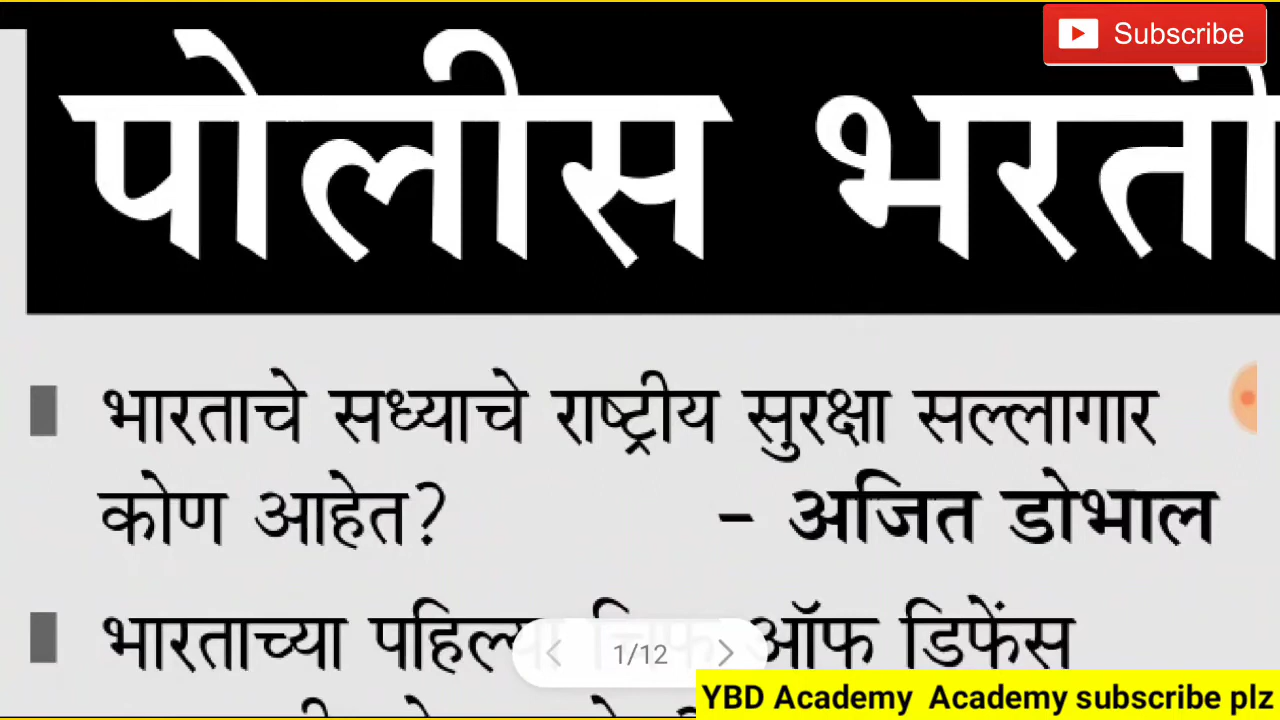 Subscribe
पोलीस भरती
भारताचे सध्याचे राष्ट्रीय सुरक्षा सल्लागार
कोण आहेत? – अजित डोभाल
भारताच्या पहिल्या चिफ ऑफ डिफेंस
1/12
YBD Academy Academy subscribe plz